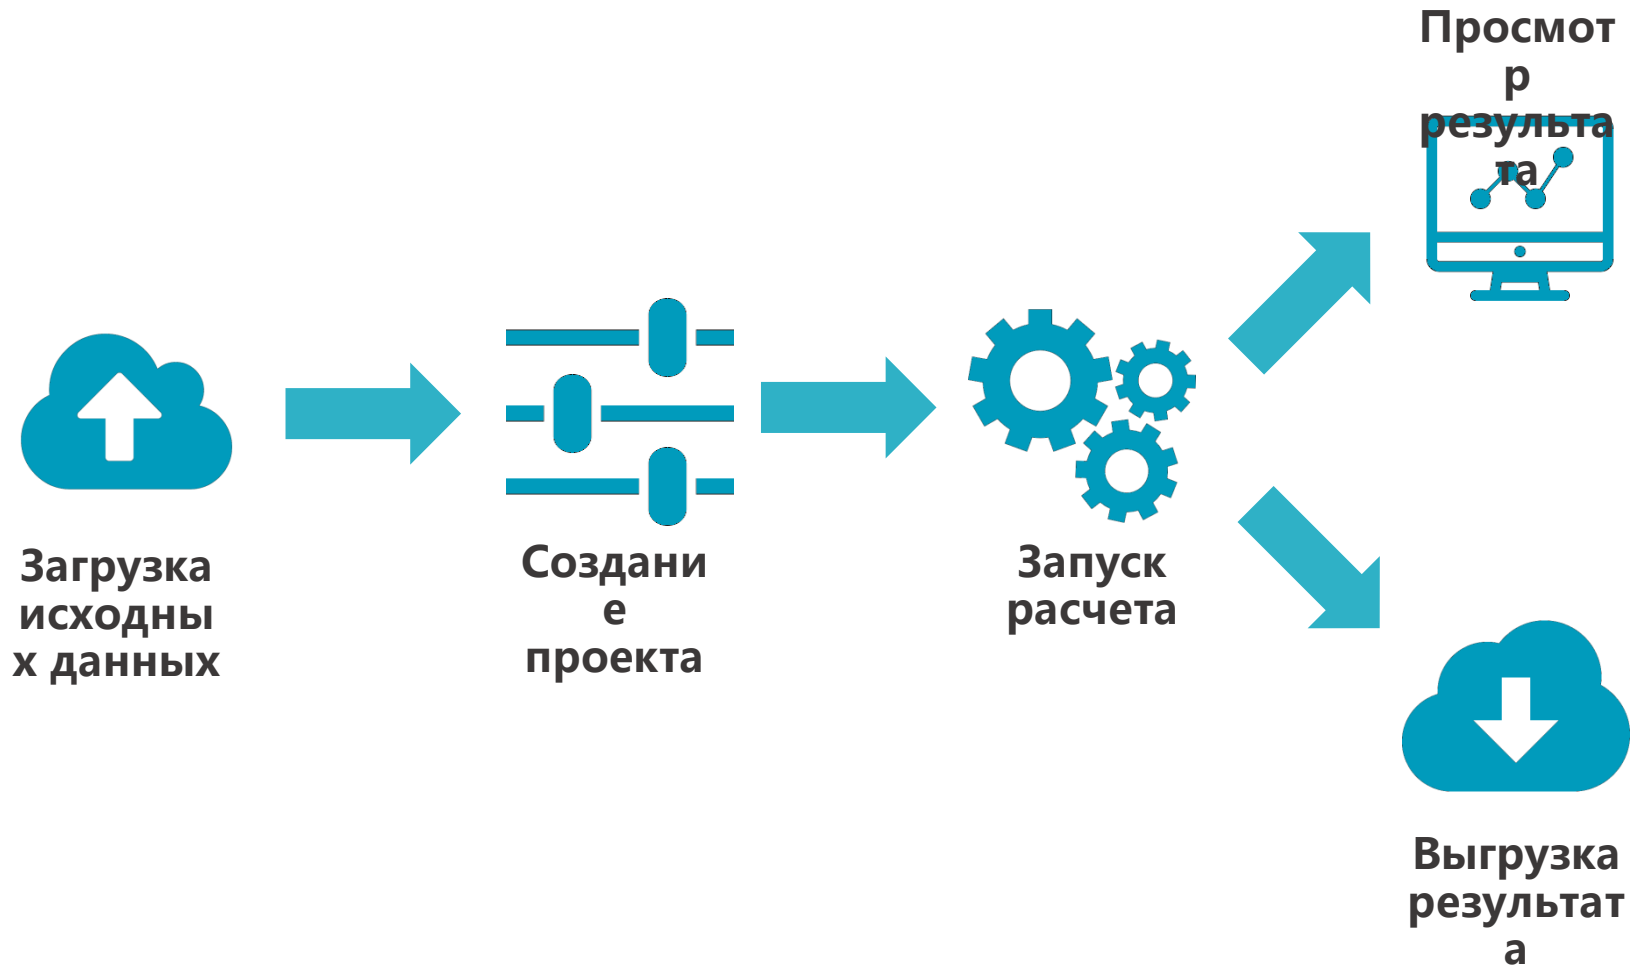 Загрузка
исходны
х данных
Создани
е
проекта
Запуск
расчета
Просмот
р
результа
та
Выгрузка
результат
а